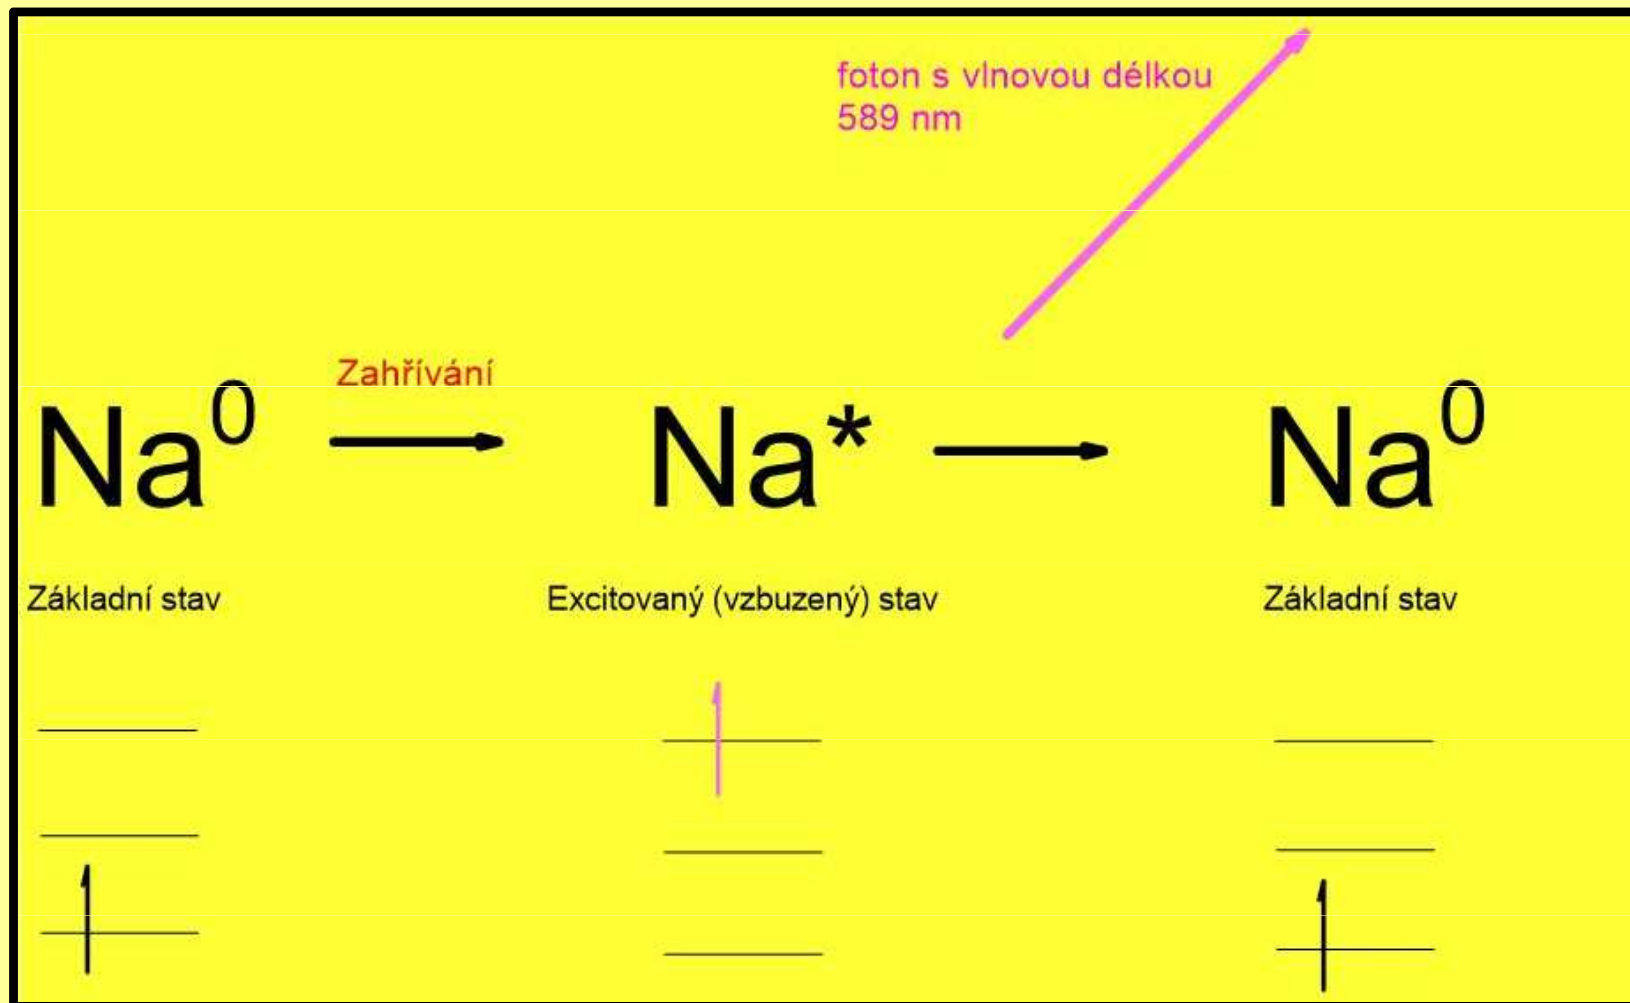 foton s vlnovou délkou
589 nm
Zahřívání
Na⁰ Na* Na⁰
Základní stav Excitovaný (vzbuzený) stav Základní stav